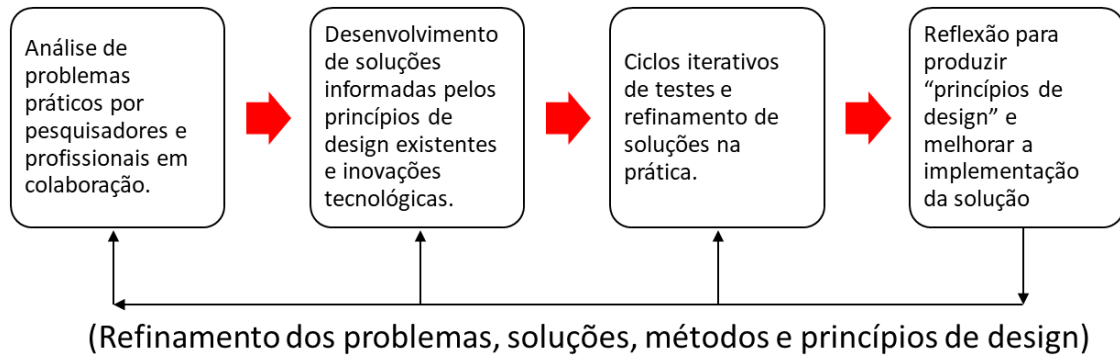 Análise de
problemas
práticos por
pesquisadores e
profissionais em
colaboração.
Desenvolvimento
de soluções
informadas pelos
princípios de
design existentes
e inovações
tecnológicas.
Ciclos iterativos
de testes e
refinamento de
soluções na
prática.
Reflexão para
produzir
“princípios de
design” e
melhorar a
implementação
da solução
(Refinamento dos problemas, soluções, métodos e princípios de design)